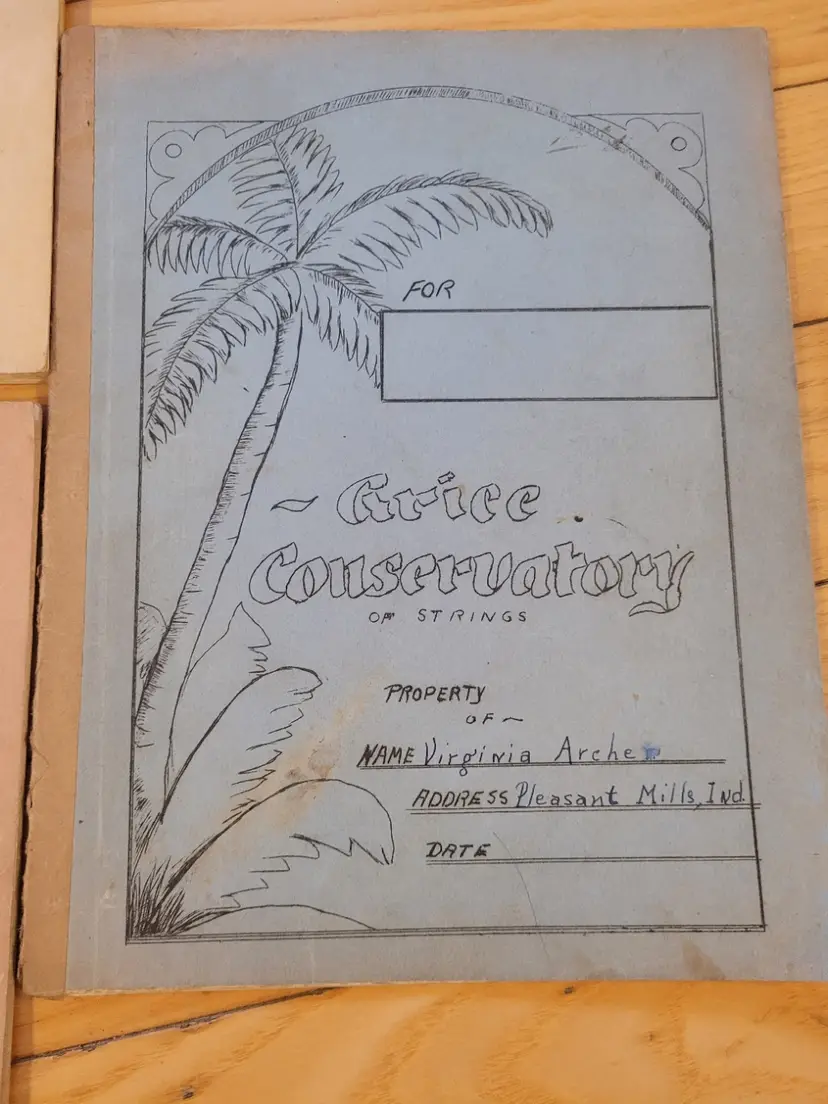 FOR
~ Grice
Conservatory
OF STRINGS
PROPERTY
OF ~
NAME Virginia Archer
ADDRESS Pleasant Mills, Ind.
DATE